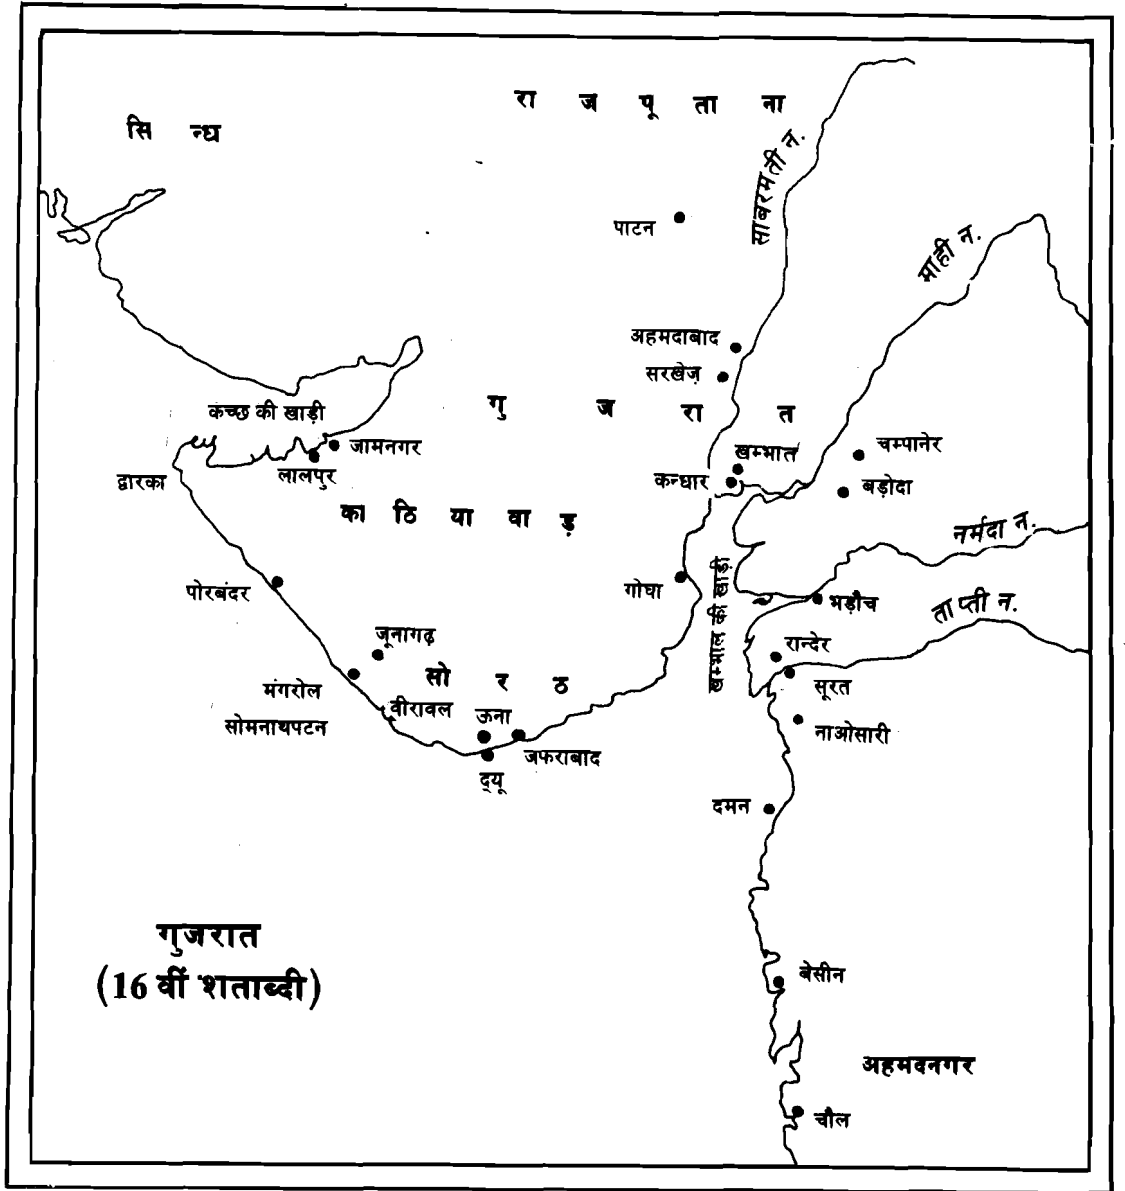 रा ज पू ता ना
सि न्ध
साबरमती न.
पाटन
माही न.
अहमदाबाद
सरखेज़
कच्छ की खाड़ी
गु ज रा त
जामनगर
लालपुर
द्वारका
खम्भात
कन्धार
चम्पानेर
बड़ोदा
का ठि या वा ड़
नर्मदा न.
पोरबंदर
गोघा
खम्भात की खाड़ी
भड़ौच
ताप्ती न.
जूनागढ़
रान्देर
सूरत
सो र ठ
मंगरोल
वीरावल
ऊना
सोमनाथपटन
नाओसारी
जफराबाद
द्यू
दमन
गुजरात
(16 वीं शताब्दी)
बेसीन
अहमदनगर
चौल